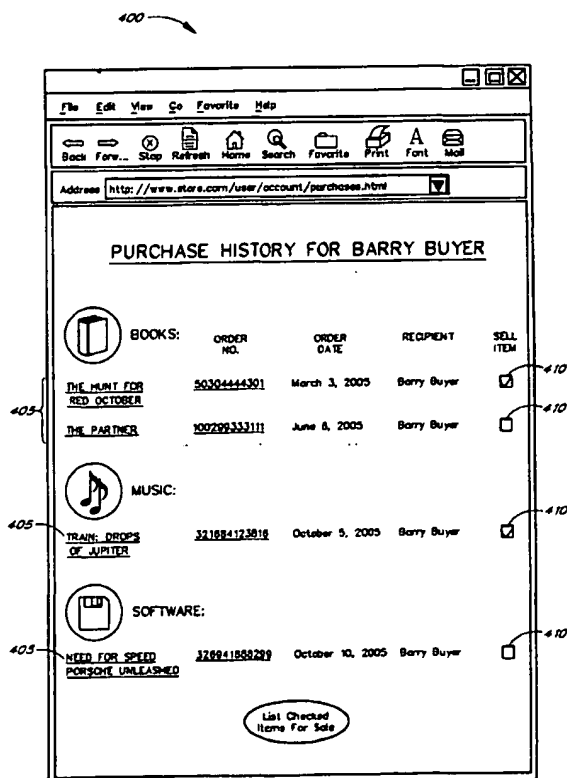 400
File Edit View Go Favorite Help
Back Forw... Stop Refresh Home Search Favorite Print Font Mail
Address http://www.store.com/user/account/purchases.html
PURCHASE HISTORY FOR BARRY BUYER
BOOKS: ORDER NO. ORDER DATE RECIPIENT SELL ITEM
THE HUNT FOR RED OCTOBER 50304444301 March 3, 2005 Barry Buyer 410
405 THE PARTNER 100299333111 June 6, 2005 Barry Buyer 410
MUSIC:
405 TRAIN: DROPS OF JUPITER 321684123816 October 5, 2005 Barry Buyer 410
SOFTWARE:
405 NEED FOR SPEED PORSCHE UNLEASHED 326941888299 October 10, 2005 Barry Buyer 410
List Checked
Items For Sale